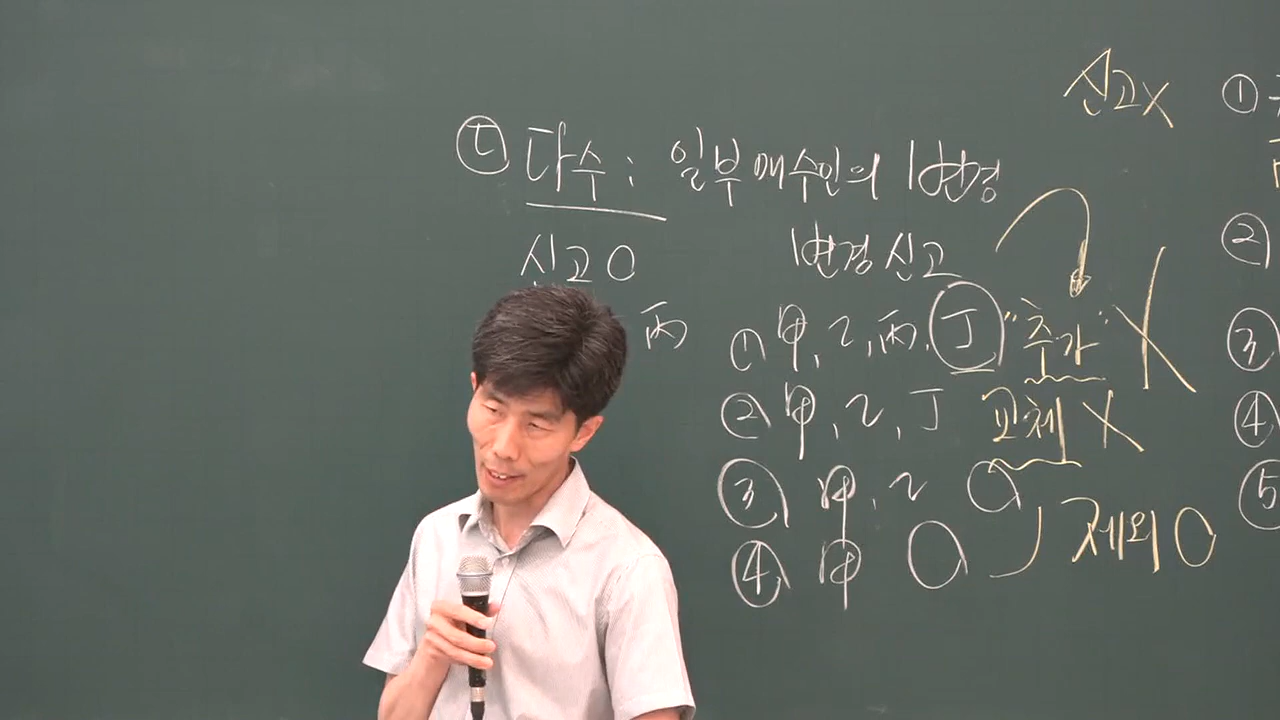 신고X ①
ⓒ 다수 : 일부 매수인의 변경
변경신고 ②
신고 O
丙 ① 甲, 乙, 丙, 丁 "추가" X ③
② 甲, 乙, 丁 교체 X ④
③ 甲, 乙 O ⑤
④ 甲 O 제외 O